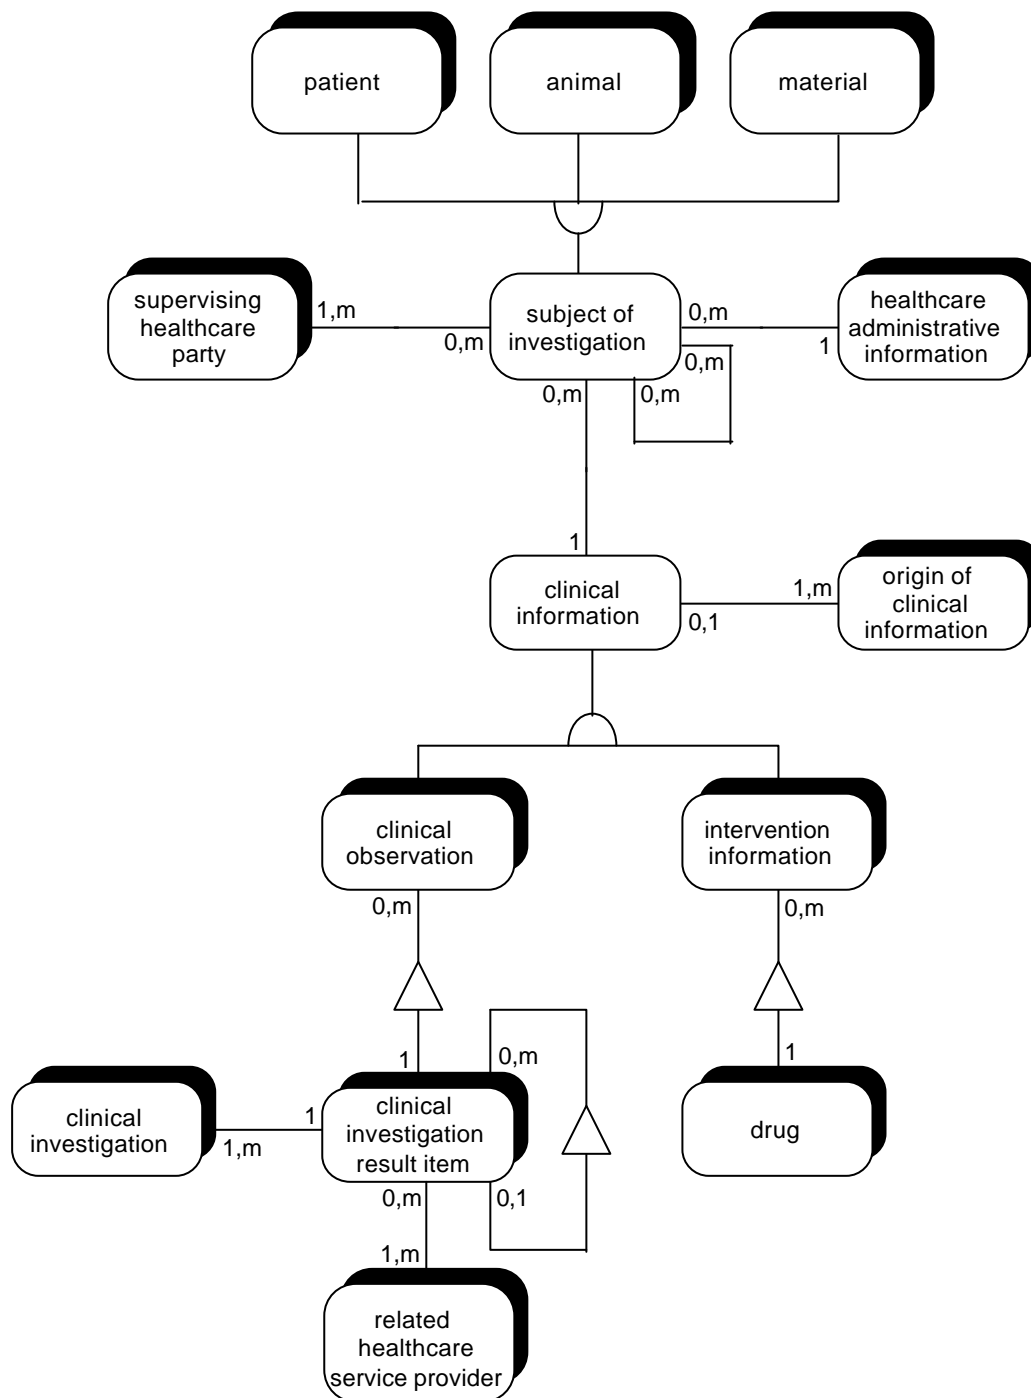 patient
animal
material
supervising
healthcare
party
1,m
0,m
subject of
investigation
0,m
1
healthcare
administrative
information
0,m
0,m
0,m
1
clinical
information
0,1
1,m
origin of
clinical
information
clinical
observation
intervention
information
0,m
0,m
1
0,m
1
clinical
investigation
1
1,m
clinical
investigation
result item
drug
0,m
0,1
1,m
related
healthcare
service provider